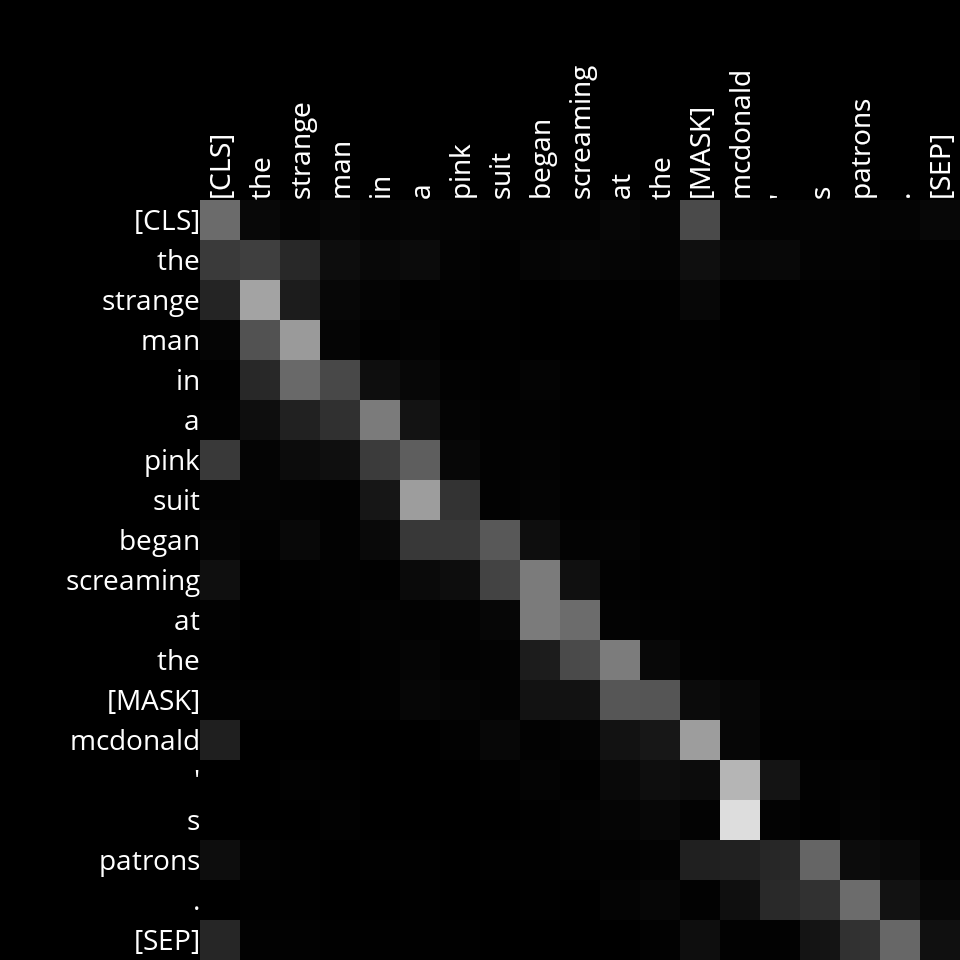 [CLS]
the
strange
man
in
a
pink
suit
began
screaming
at
the
[MASK]
mcdonald
'
s
patrons
.
[SEP]
[CLS]
the
strange
man
in
a
pink
suit
began
screaming
at
the
[MASK]
mcdonald
'
s
patrons
.
[SEP]